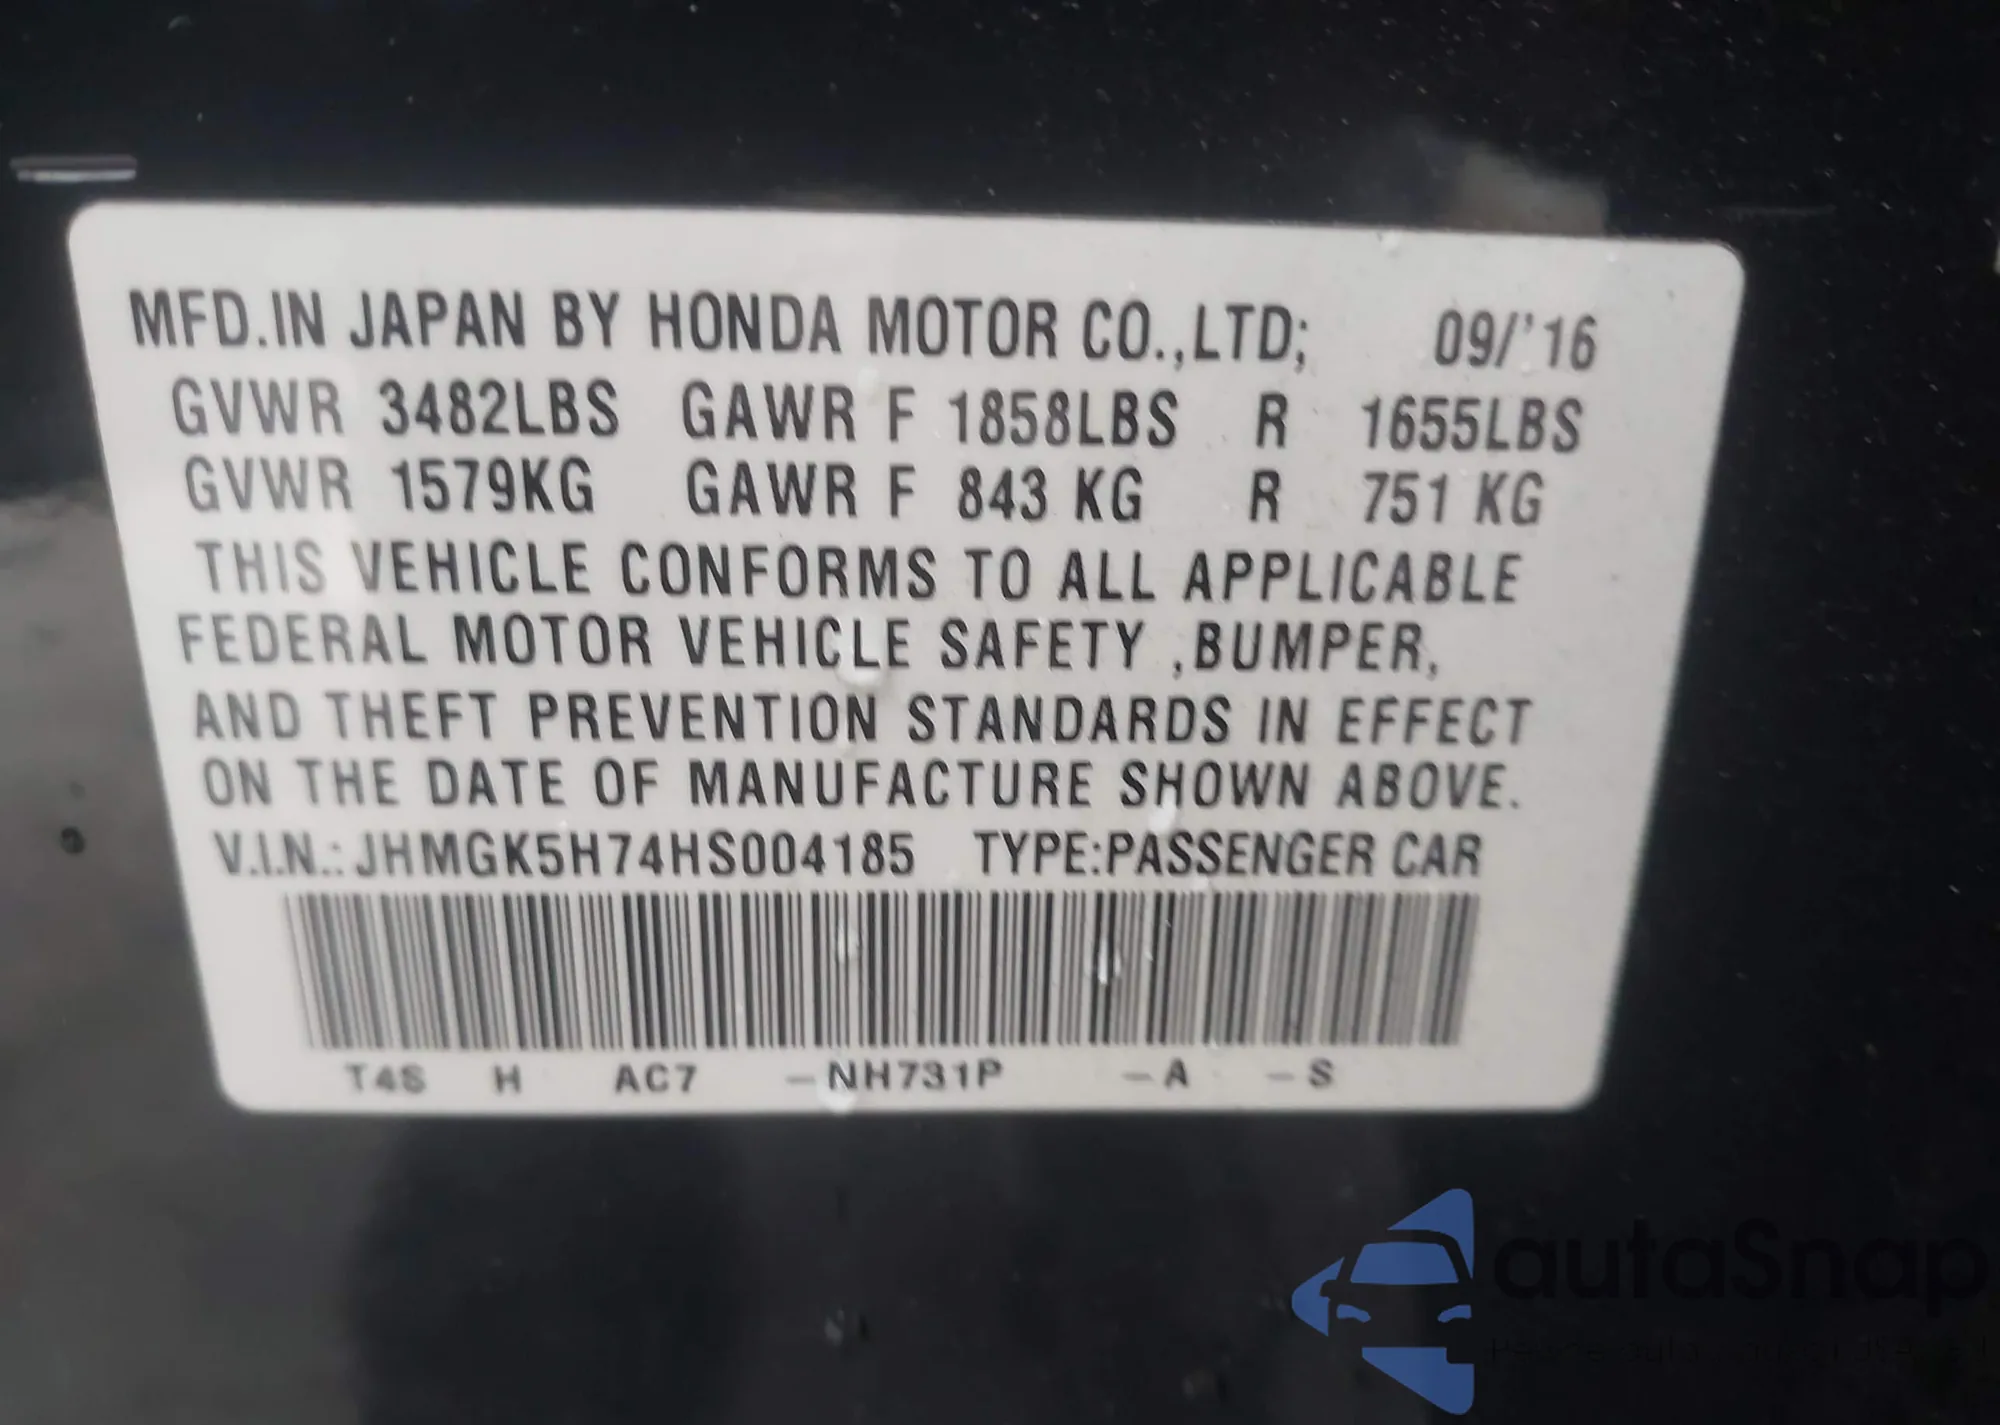 MFD.IN JAPAN BY HONDA MOTOR CO.,LTD; 09/'16
GVWR 3482LBS GAWR F 1858LBS R 1655LBS
GVWR 1579KG GAWR F 843 KG R 751 KG
THIS VEHICLE CONFORMS TO ALL APPLICABLE
FEDERAL MOTOR VEHICLE SAFETY ,BUMPER,
AND THEFT PREVENTION STANDARDS IN EFFECT
ON THE DATE OF MANUFACTURE SHOWN ABOVE.
V.I.N.: JHMGK5H74HS004185 TYPE:PASSENGER CAR
T4S H AC7 -NH731P -A -S
autaSnap